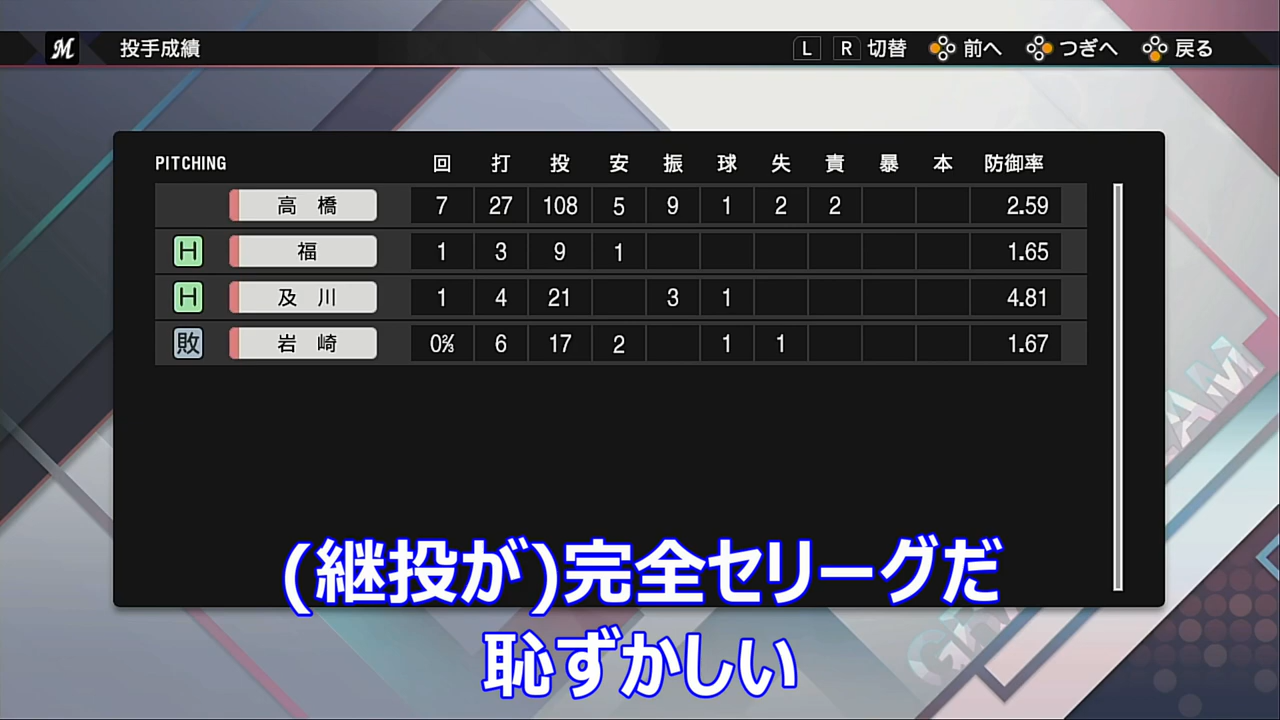 M 投手成績 L R 切替 前へ つぎへ 戻る
PITCHING 回 打 投 安 振 球 失 責 暴 本 防御率
高橋 7 27 108 5 9 1 2 2 2.59
H 福 1 3 9 1 1.65
H 及川 1 4 21 3 1 4.81
敗 岩崎 0⅔ 6 17 2 1 1 1.67
(継投が)完全セリーグだ
恥ずかしい